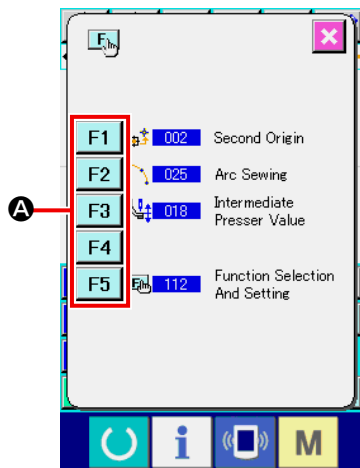 F
F1 002 Second Origin
F2 025 Arc Sewing
A F3 018 Intermediate
Presser Value
F4
F5 112 Function Selection
And Setting
i M